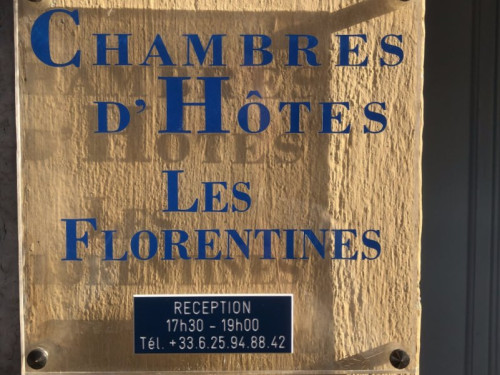 CHAMBRES
D'HÔTES
LES
FLORENTINES
RECEPTION
17h30 - 19h00
Tél. +33.6.25.94.88.42